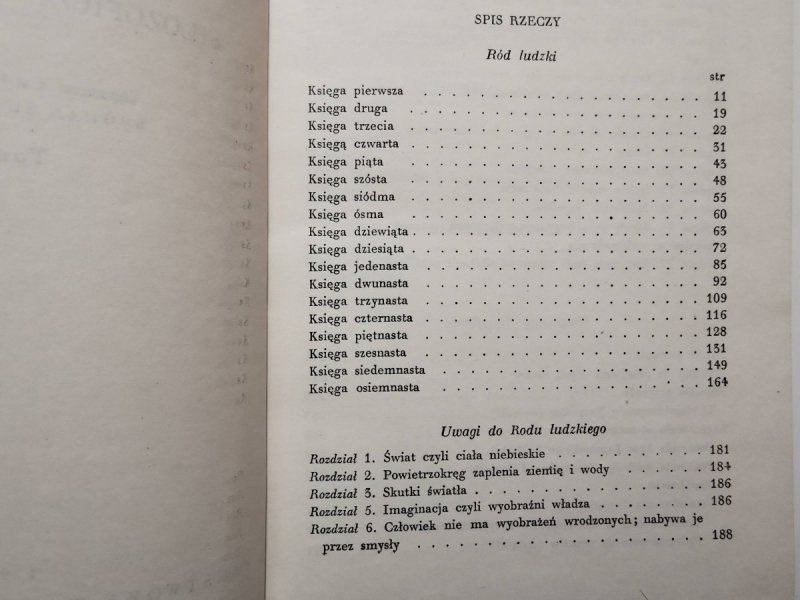 SPIS RZECZY
Ród ludzki
str
Księga pierwsza . . . . . . . . . . . . . . . . . . 11
Księga druga . . . . . . . . . . . . . . . . . . . 19
Księga trzecia . . . . . . . . . . . . . . . . . . . 22
Księgą czwarta . . . . . . . . . . . . . . . . . . . 31
Księga piąta . . . . . . . . . . . . . . . . . . . 43
Księga szósta . . . . . . . . . . . . . . . . . . . 48
Księga siódma . . . . . . . . . . . . . . . . . . . 55
Księga ósma . . . . . . . . . . . . . . . . . . . 60
Księga dziewiąta . . . . . . . . . . . . . . . . . . . 63
Księga dziesiąta . . . . . . . . . . . . . . . . . . . 72
Księga jedenasta . . . . . . . . . . . . . . . . . . 85
Księga dwunasta . . . . . . . . . . . . . . . . . . 92
Księga trzynasta . . . . . . . . . . . . . . . . . . 109
Księga czternasta . . . . . . . . . . . . . . . . . . 116
Księga piętnasta . . . . . . . . . . . . . . . . . . 128
Księga szesnasta . . . . . . . . . . . . . . . . . . 131
Księga siedemnasta . . . . . . . . . . . . . . . . . 149
Księga osiemnasta . . . . . . . . . . . . . . . . . 164
Uwagi do Rodu ludzkiego
Rozdział 1. Świat czyli ciała niebieskie . . . . . . . . . . 181
Rozdział 2. Powietrzokręg zaplenia ziemię i wody . . . . . . 184
Rozdział 3. Skutki światła . . . . . . . . . . . . . . . 186
Rozdział 5. Imaginacja czyli wyobraźni władza . . . . . . . 186
Rozdział 6. Człowiek nie ma wyobrażeń wrodzonych; nabywa je
przez smysły . . . . . . . . . . . . . . . . . . . 188